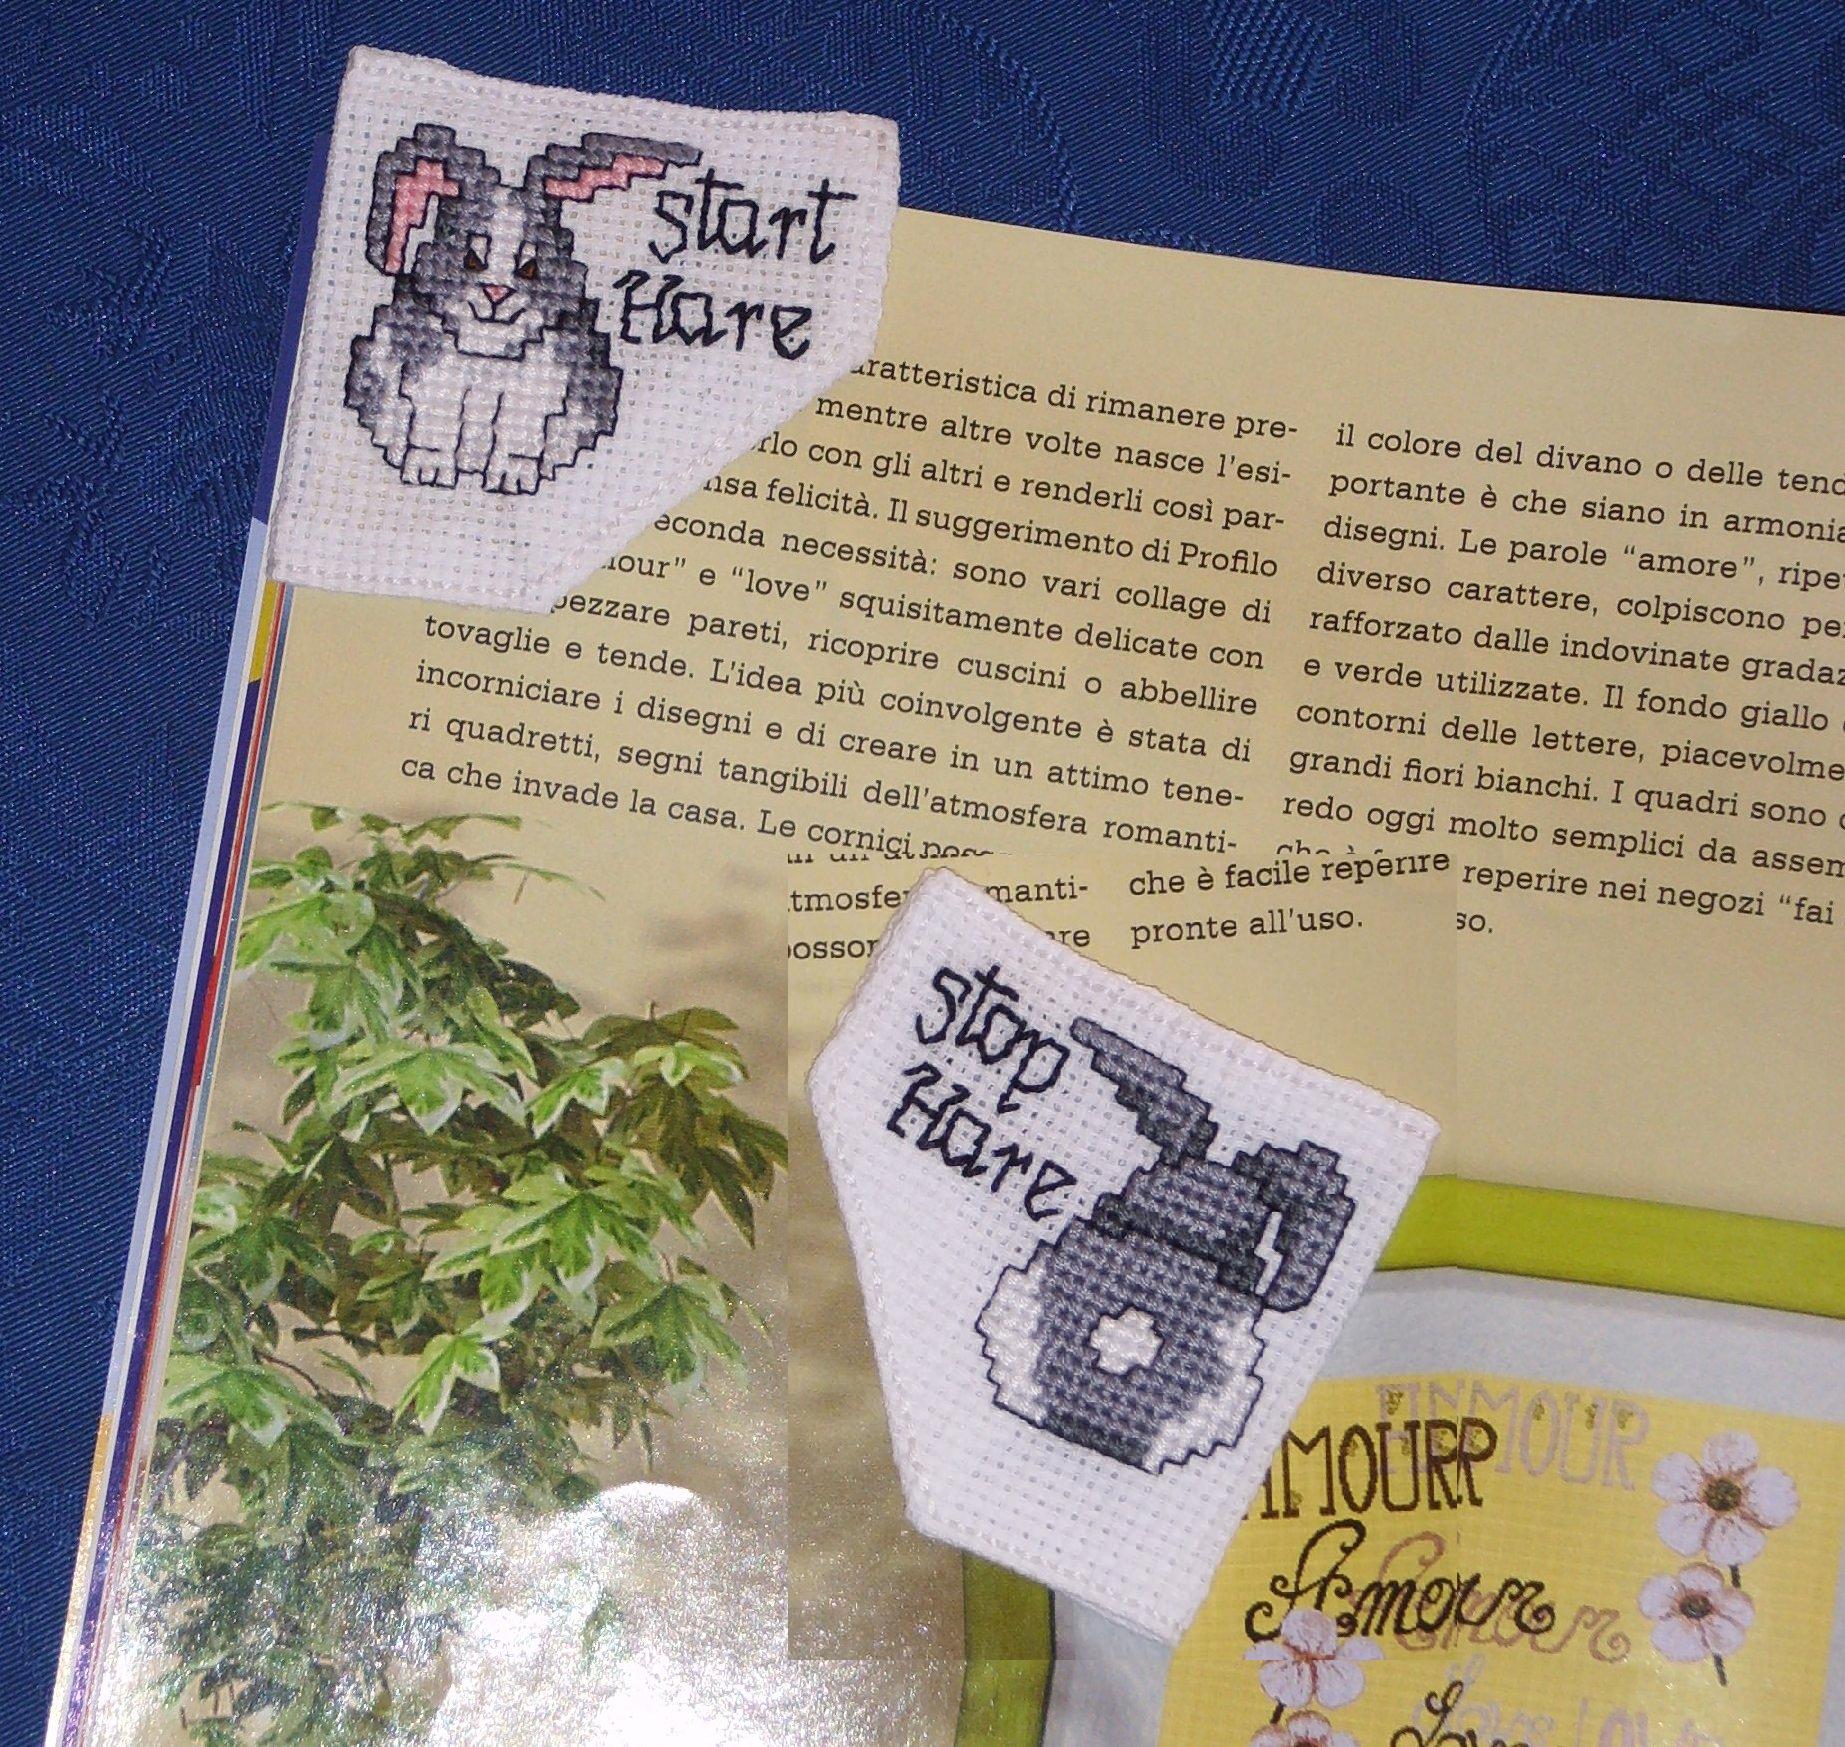 start
Hare
aratteristica di rimanere pre-
mentre altre volte nasce l'esi-
rlo con gli altri e renderli così par-
nsa felicità. Il suggerimento di Profilo
econda necessità: sono vari collage di
our” e “love” squisitamente delicate con
pezzare pareti, ricoprire cuscini o abbellire
tovaglie e tende. L'idea più coinvolgente è stata di
incorniciare i disegni e di creare in un attimo tene-
ri quadretti, segni tangibili dell'atmosfera romanti-
ca che invade la casa. Le cornici
il colore del divano o delle tend
portante è che siano in armonia
disegni. Le parole “amore”, ripe
diverso carattere, colpiscono pe
rafforzato dalle indovinate gradaz
e verde utilizzate. Il fondo giallo
contorni delle lettere, piacevolme
grandi fiori bianchi. I quadri sono
redo oggi molto semplici da assem
reperire nei negozi “fai
so.
tmosfe manti-
possor are
che è facile reperire
pronte all'uso.
stop
Hare
AMOUR
Amour